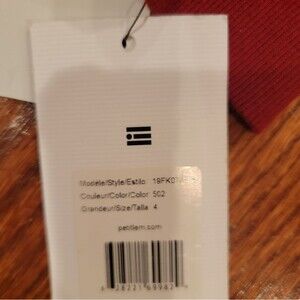 Modèle/Style/Estilo:
Couleur/Color/Color: 502
Grandeur/Size/Talla: 4
petitlem.com